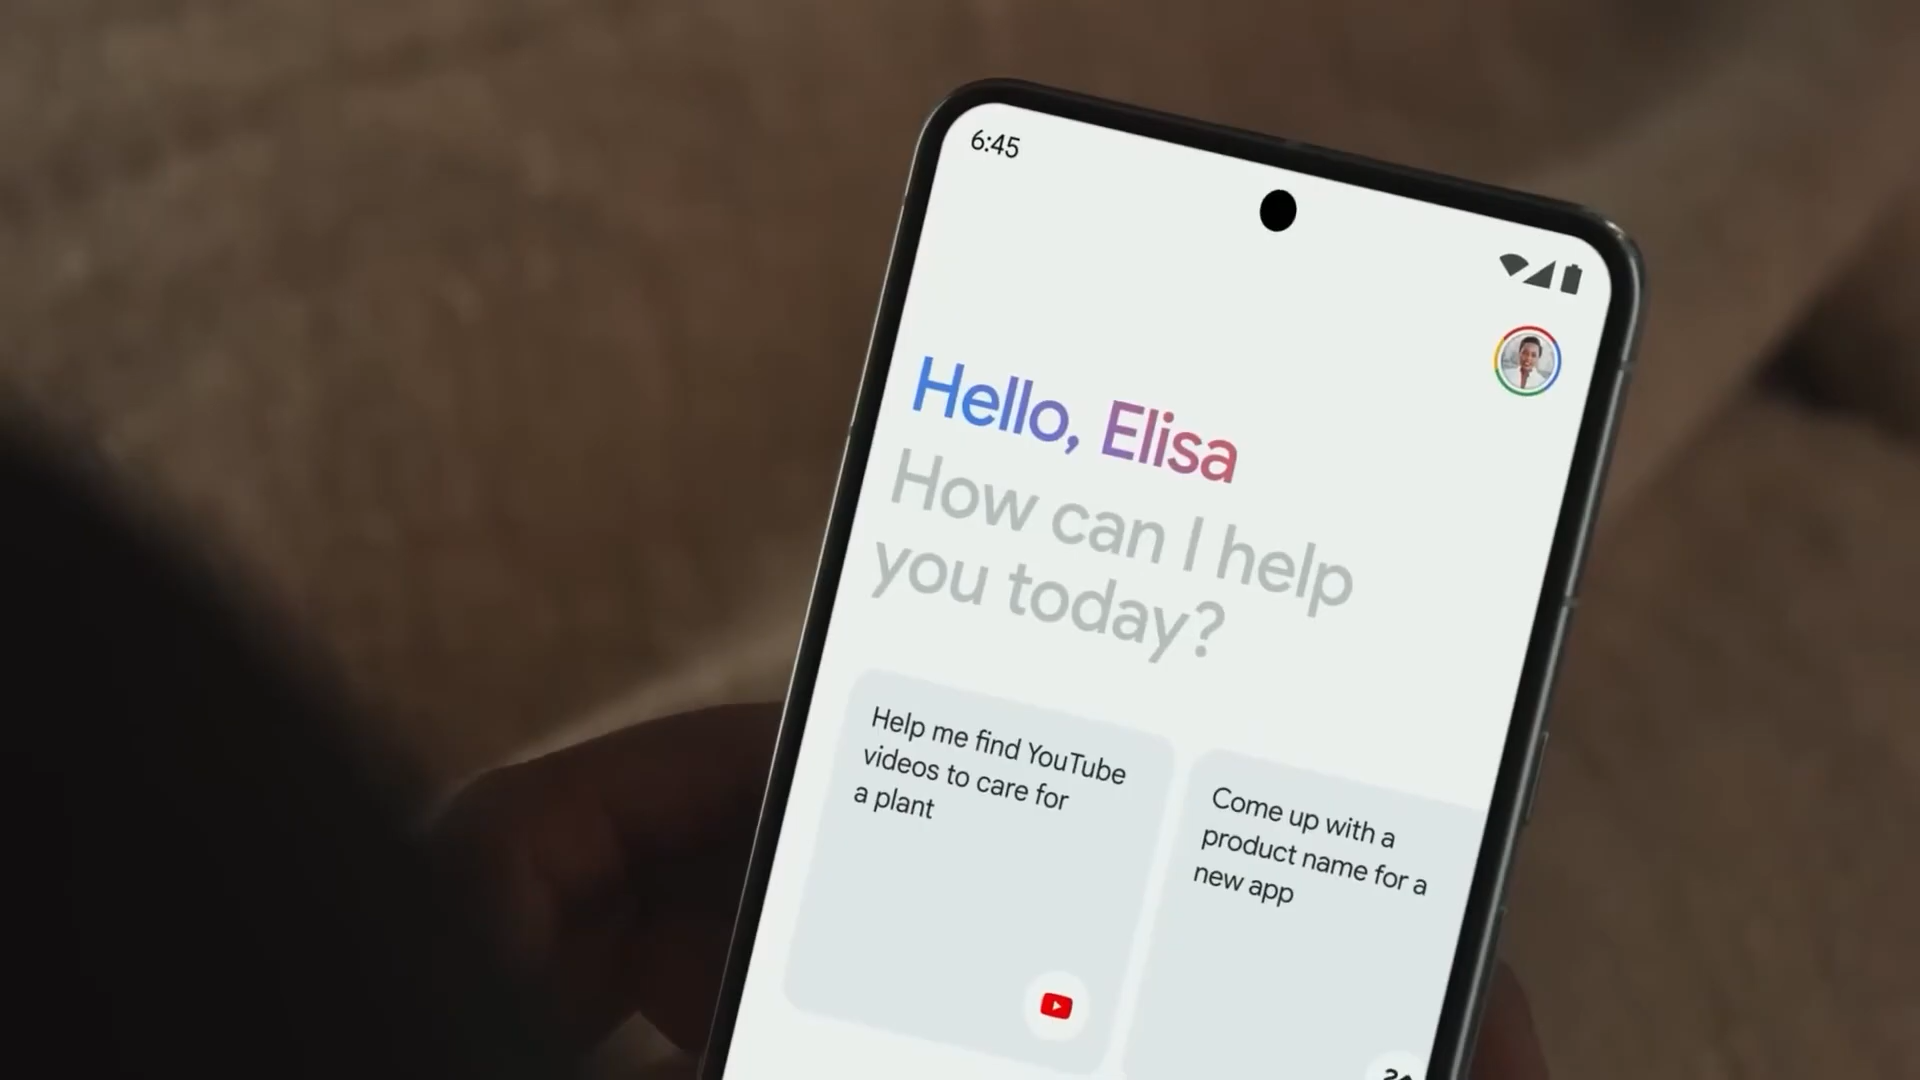 6:45
Hello, Elisa
How can I help
you today?
Help me find YouTube
videos to care for
a plant
Come up with a
product name for a
new app